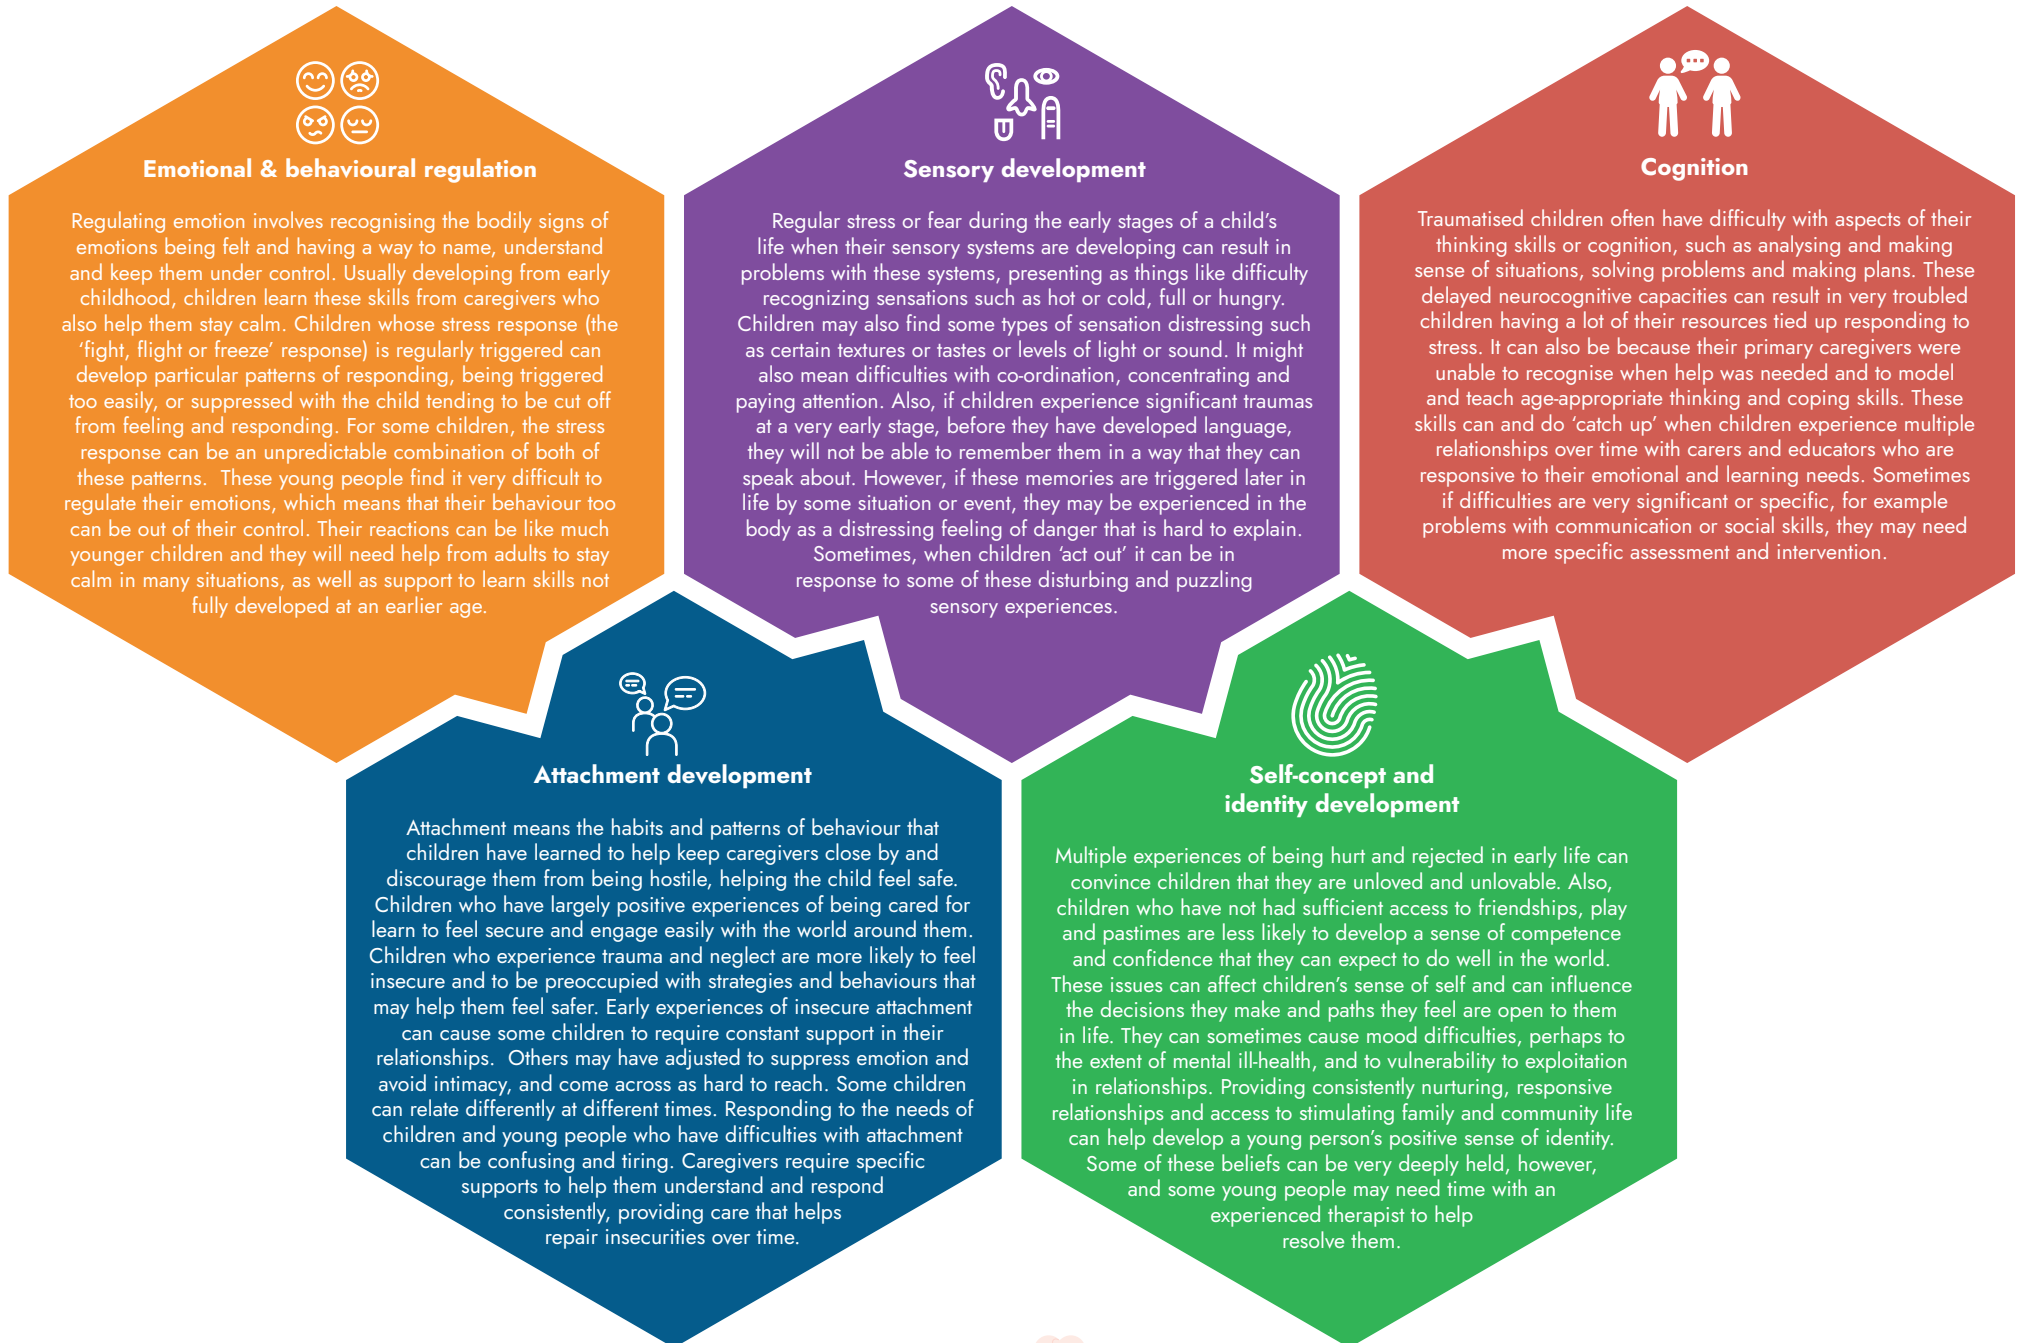 Emotional & behavioural regulation
Regulating emotion involves recognising the bodily signs of
emotions being felt and having a way to name, understand
and keep them under control. Usually developing from early
childhood, children learn these skills from caregivers who
also help them stay calm. Children whose stress response (the
‘fight, flight or freeze’ response) is regularly triggered can
develop particular patterns of responding, being triggered
too easily, or suppressed with the child tending to be cut off
from feeling and responding. For some children, the stress
response can be an unpredictable combination of both of
these patterns.  These young people find it very difficult to
regulate their emotions, which means that their behaviour too
can be out of their control. Their reactions can be like much
younger children and they will need help from adults to stay
calm in many situations, as well as support to learn skills not
fully developed at an earlier age.
Sensory development
Regular stress or fear during the early stages of a child’s
life when their sensory systems are developing can result in
problems with these systems, presenting as things like difficulty
recognizing sensations such as hot or cold, full or hungry.
Children may also find some types of sensation distressing such
as certain textures or tastes or levels of light or sound. It might
also mean difficulties with co-ordination, concentrating and
paying attention. Also, if children experience significant traumas
at a very early stage, before they have developed language,
they will not be able to remember them in a way that they can
speak about. However, if these memories are triggered later in
life by some situation or event, they may be experienced in the
body as a distressing feeling of danger that is hard to explain.
Sometimes, when children ‘act out’ it can be in
response to some of these disturbing and puzzling
sensory experiences.
Cognition
Traumatised children often have difficulty with aspects of their
thinking skills or cognition, such as analysing and making
sense of situations, solving problems and making plans. These
delayed neurocognitive capacities can result in very troubled
children having a lot of their resources tied up responding to
stress. It can also be because their primary caregivers were
unable to recognise when help was needed and to model
and teach age-appropriate thinking and coping skills. These
skills can and do ‘catch up’ when children experience multiple
relationships over time with carers and educators who are
responsive to their emotional and learning needs. Sometimes
if difficulties are very significant or specific, for example
problems with communication or social skills, they may need
more specific assessment and intervention.
Attachment development
Attachment means the habits and patterns of behaviour that
children have learned to help keep caregivers close by and
discourage them from being hostile, helping the child feel safe.
Children who have largely positive experiences of being cared for
learn to feel secure and engage easily with the world around them.
Children who experience trauma and neglect are more likely to feel
insecure and to be preoccupied with strategies and behaviours that
may help them feel safer. Early experiences of insecure attachment
can cause some children to require constant support in their
relationships.  Others may have adjusted to suppress emotion and
avoid intimacy, and come across as hard to reach. Some children
can relate differently at different times. Responding to the needs of
children and young people who have difficulties with attachment
can be confusing and tiring. Caregivers require specific
supports to help them understand and respond
consistently, providing care that helps
repair insecurities over time.
Self-concept and
identity development
Multiple experiences of being hurt and rejected in early life can
convince children that they are unloved and unlovable. Also,
children who have not had sufficient access to friendships, play
and pastimes are less likely to develop a sense of competence
and confidence that they can expect to do well in the world.
These issues can affect children’s sense of self and can influence
the decisions they make and paths they feel are open to them
in life. They can sometimes cause mood difficulties, perhaps to
the extent of mental ill-health, and to vulnerability to exploitation
in relationships. Providing consistently nurturing, responsive
relationships and access to stimulating family and community life
can help develop a young person’s positive sense of identity.
Some of these beliefs can be very deeply held, however,
and some young people may need time with an
experienced therapist to help
resolve them.